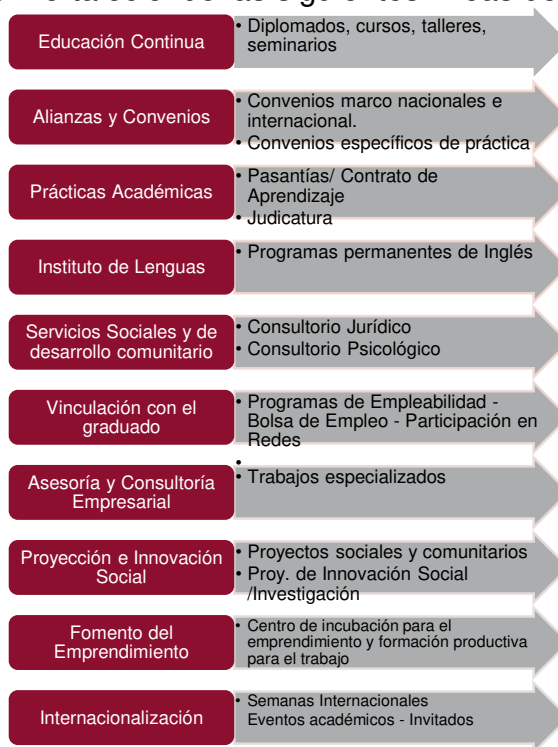 Educación Continua
• Diplomados, cursos, talleres,
seminarios
Alianzas y Convenios
• Convenios marco nacionales e
internacional.
• Convenios específicos de práctica
Prácticas Académicas
• Pasantías/ Contrato de
Aprendizaje
• Judicatura
Instituto de Lenguas
• Programas permanentes de Inglés
Servicios Sociales y de
desarrollo comunitario
• Consultorio Jurídico
• Consultorio Psicológico
Vinculación con el
graduado
• Programas de Empleabilidad -
Bolsa de Empleo - Participación en
Redes
•
Asesoría y Consultoría
Empresarial
• Trabajos especializados
Proyección e Innovación
Social
• Proyectos sociales y comunitarios
• Proy. de Innovación Social
/Investigación
Fomento del
Emprendimiento
• Centro de incubación para el
emprendimiento y formación productiva
para el trabajo
Internacionalización
• Semanas Internacionales
Eventos académicos - Invitados